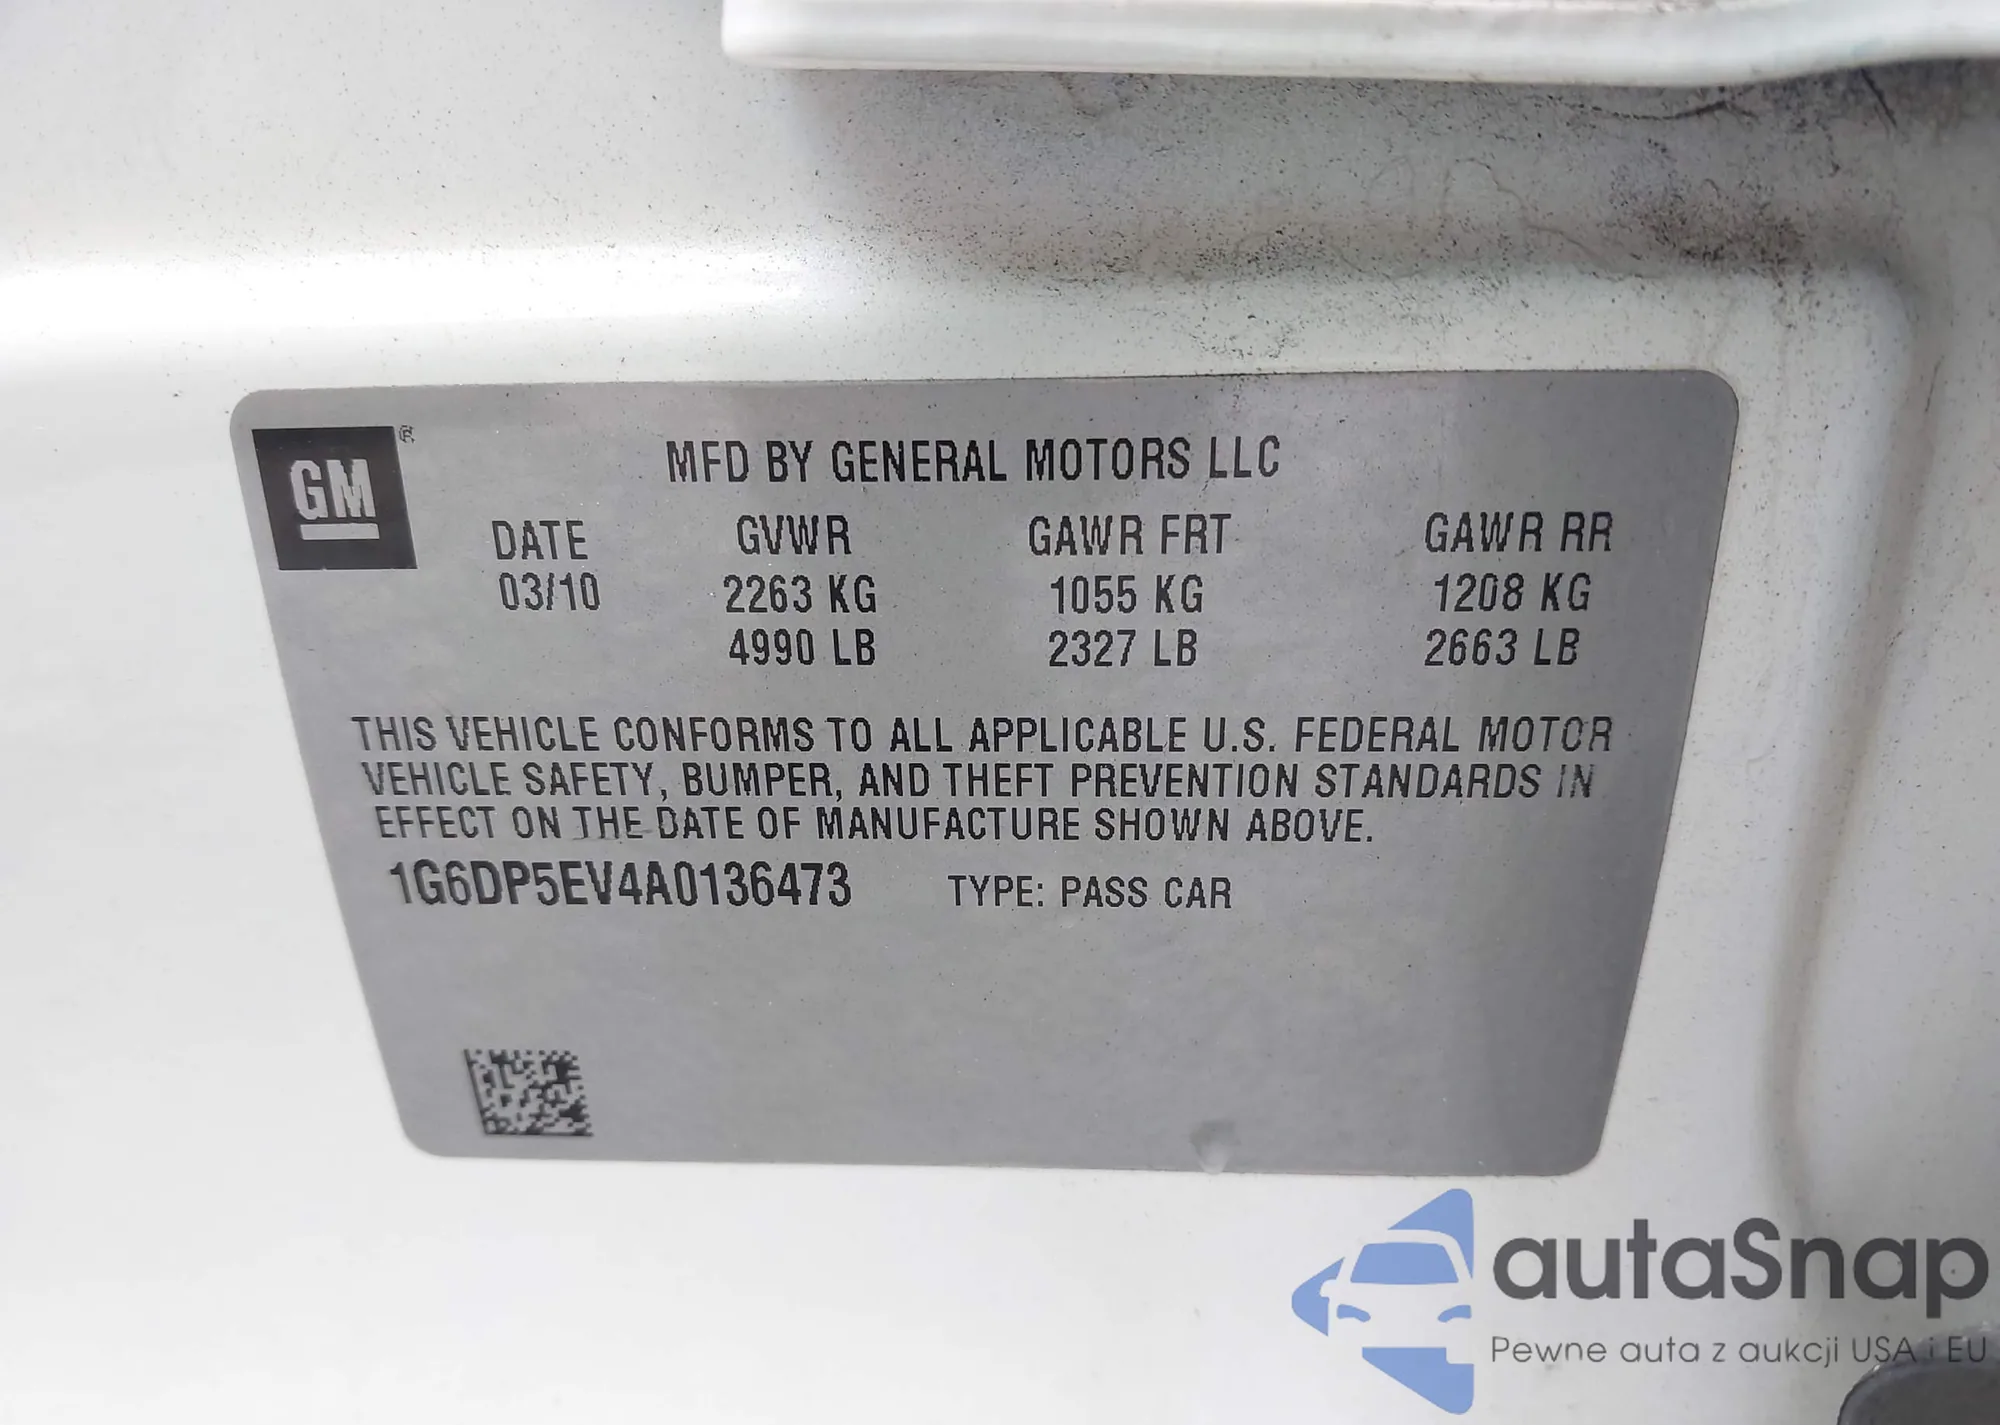 GM ®
MFD BY GENERAL MOTORS LLC
DATE GVWR GAWR FRT GAWR RR
03/10 2263 KG 1055 KG 1208 KG
4990 LB 2327 LB 2663 LB
THIS VEHICLE CONFORMS TO ALL APPLICABLE U.S. FEDERAL MOTOR
VEHICLE SAFETY, BUMPER, AND THEFT PREVENTION STANDARDS IN
EFFECT ON THE DATE OF MANUFACTURE SHOWN ABOVE.
1G6DP5EV4A0136473 TYPE: PASS CAR
autaSnap
Pewne auta z aukcji USA i EU